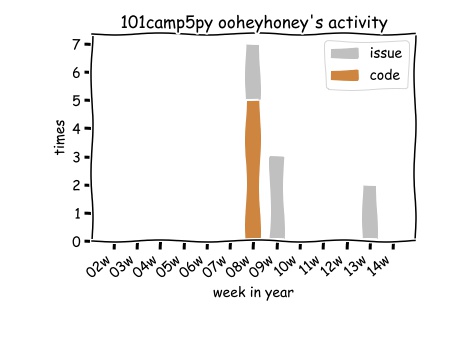 101camp5py ooheyhoney's activity
issue
code
7
6
5
4
3
2
1
0
times
02w 03w 04w 05w 06w 07w 08w 09w 10w 11w 12w 13w 14w
week in year